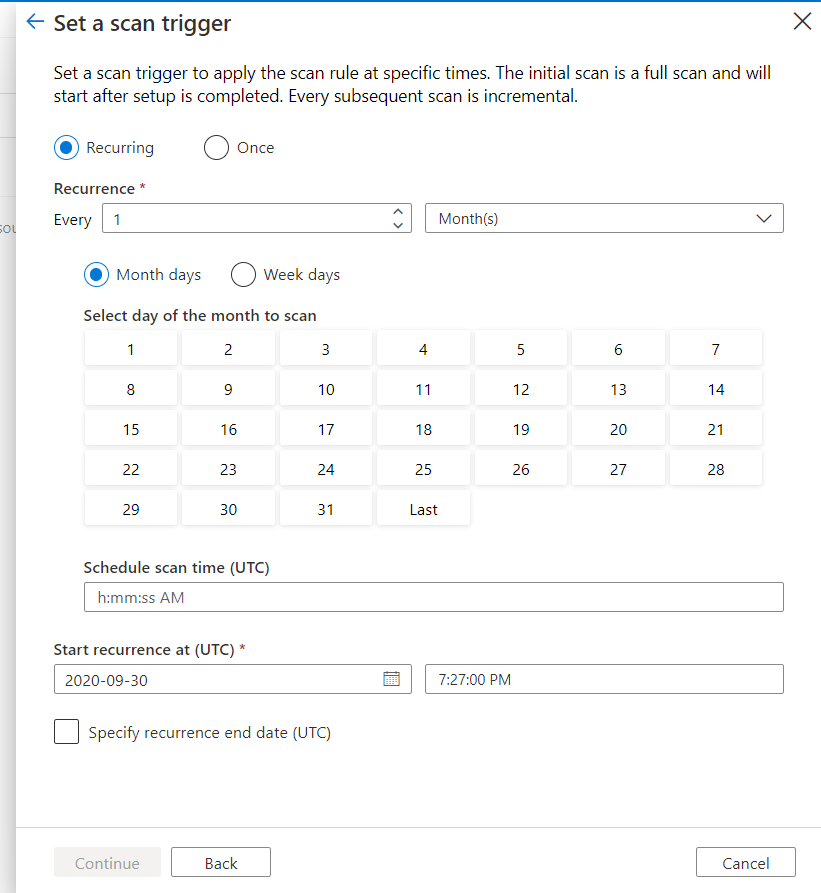 Set a scan trigger
Set a scan trigger to apply the scan rule at specific times. The initial scan is a full scan and will
start after setup is completed. Every subsequent scan is incremental.
Recurring Once
Recurrence *
Every 1 Month(s)
Month days Week days
Select day of the month to scan
1 2 3 4 5 6 7
8 9 10 11 12 13 14
15 16 17 18 19 20 21
22 23 24 25 26 27 28
29 30 31 Last
Schedule scan time (UTC)
h:mm:ss AM
Start recurrence at (UTC) *
2020-09-30 7:27:00 PM
Specify recurrence end date (UTC)
Continue Back Cancel